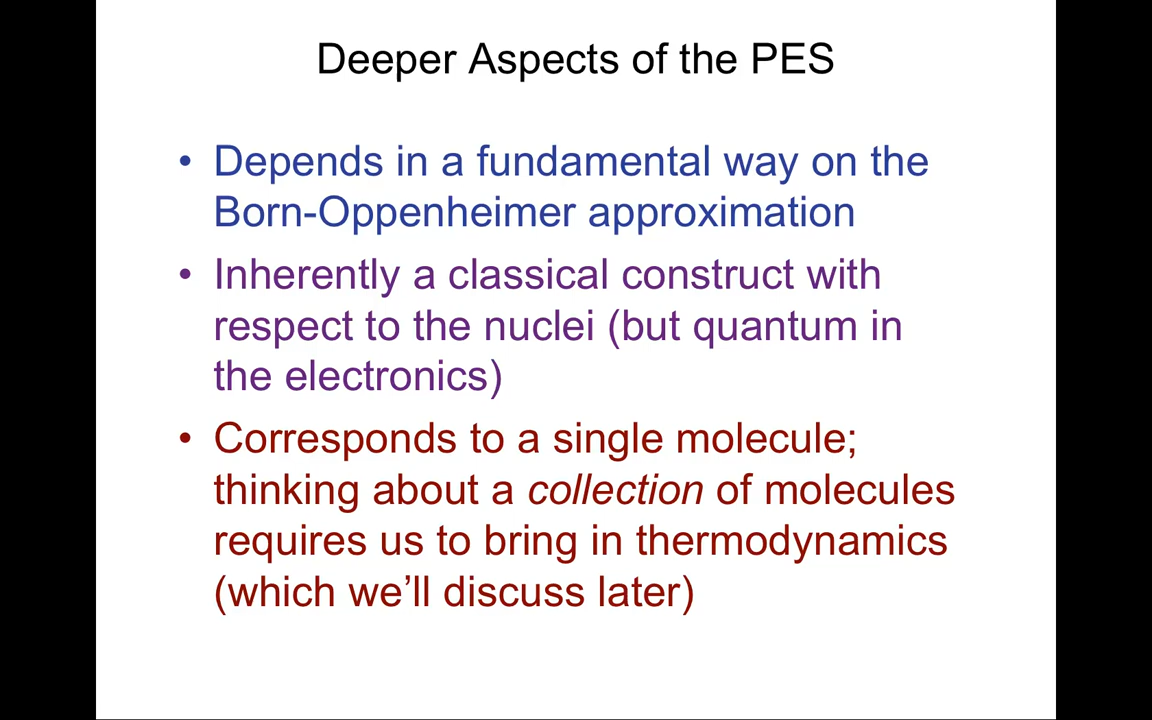 Deeper Aspects of the PES
• Depends in a fundamental way on the
Born-Oppenheimer approximation
• Inherently a classical construct with
respect to the nuclei (but quantum in
the electronics)
• Corresponds to a single molecule;
thinking about a collection of molecules
requires us to bring in thermodynamics
(which we’ll discuss later)